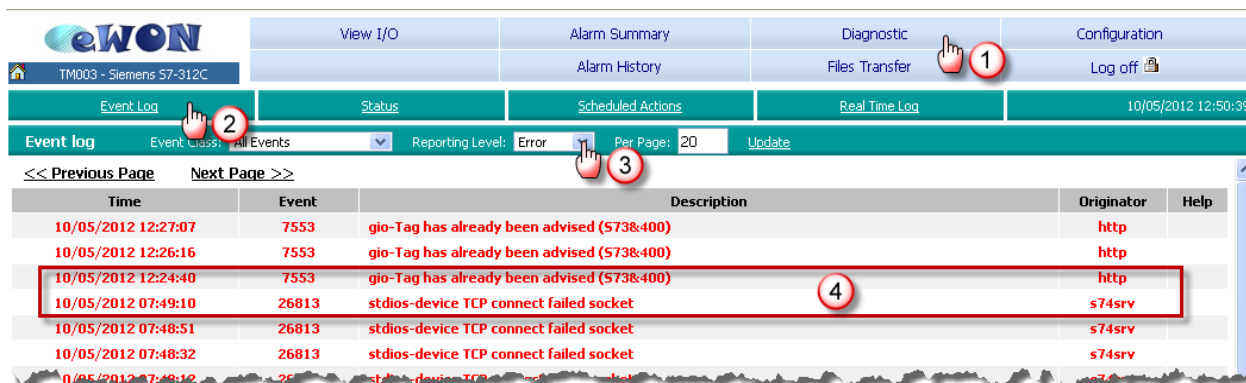 eWON
View I/O Alarm Summary Diagnostic Configuration
1
TM003 - Siemens S7-312C Alarm History Files Transfer Log off
Event Log Status Scheduled Actions Real Time Log 10/05/2012 12:50:39
2
Event log Event Class: All Events Reporting Level: Error Per Page: 20 Update
3
<< Previous Page Next Page >>
Time Event Description Originator Help
10/05/2012 12:27:07 7553 gio-Tag has already been advised (S73&400) http
10/05/2012 12:26:16 7553 gio-Tag has already been advised (S73&400) http
10/05/2012 12:24:40 7553 gio-Tag has already been advised (S73&400) http
4
10/05/2012 07:49:10 26813 stdios-device TCP connect failed socket s74srv
10/05/2012 07:48:51 26813 stdios-device TCP connect failed socket s74srv
10/05/2012 07:48:32 26813 stdios-device TCP connect failed socket s74srv